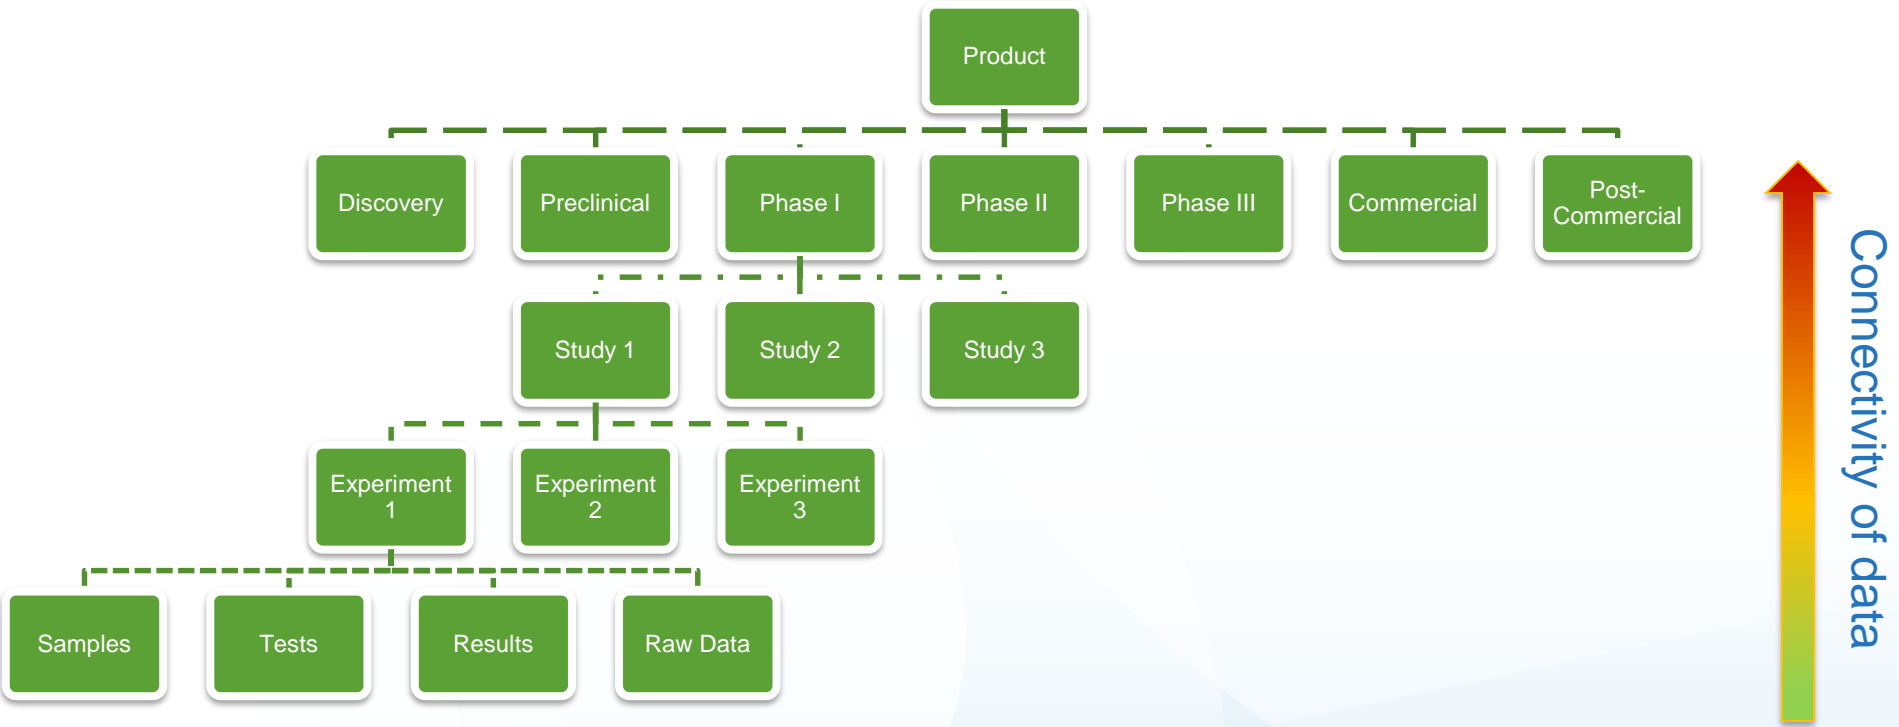 Product
Discovery
Preclinical
Phase I
Phase II
Phase III
Commercial
Post-
Commercial
Study 1
Study 2
Study 3
Experiment
1
Experiment
2
Experiment
3
Samples
Tests
Results
Raw Data
Connectivity of data